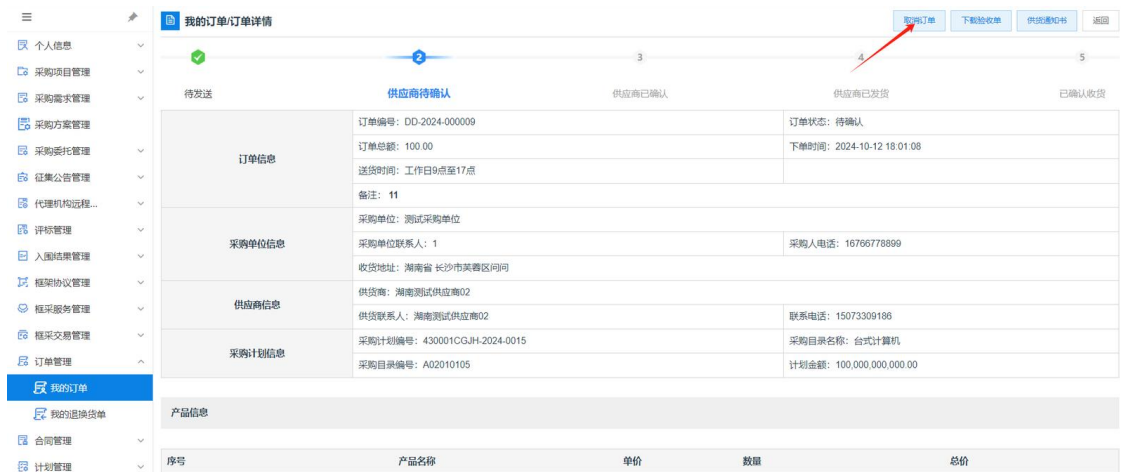 我的订单/订单详情
取消订单 下载验收单 供货通知书 返回
个人信息
采购项目管理
采购需求管理
采购方案管理
采购委托管理
征集公告管理
代理机构远程...
评标管理
入围结果管理
框架协议管理
框采服务管理
框采交易管理
订单管理
我的订单
我的退换货单
合同管理
计划管理
2 3 4 5
待发送 供应商待确认 供应商已确认 供应商已发货 已确认收货
订单信息
订单编号：DD-2024-000009 订单状态：待确认
订单总额：100.00 下单时间：2024-10-12 18:01:08
送货时间：工作日9点至17点
备注： 11
采购单位信息
采购单位：测试采购单位
采购单位联系人：1 采购人电话：16766778899
收货地址：湖南省 长沙市芙蓉区问问
供应商信息
供货商：湖南测试供应商02
供货联系人：湖南测试供应商02 联系电话：15073309186
采购计划信息
采购计划编号：430001CGJH-2024-0015 采购目录名称：台式计算机
采购目录编号：A02010105 计划金额：100,000,000,000.00
产品信息
序号 产品名称 单价 数量 总价